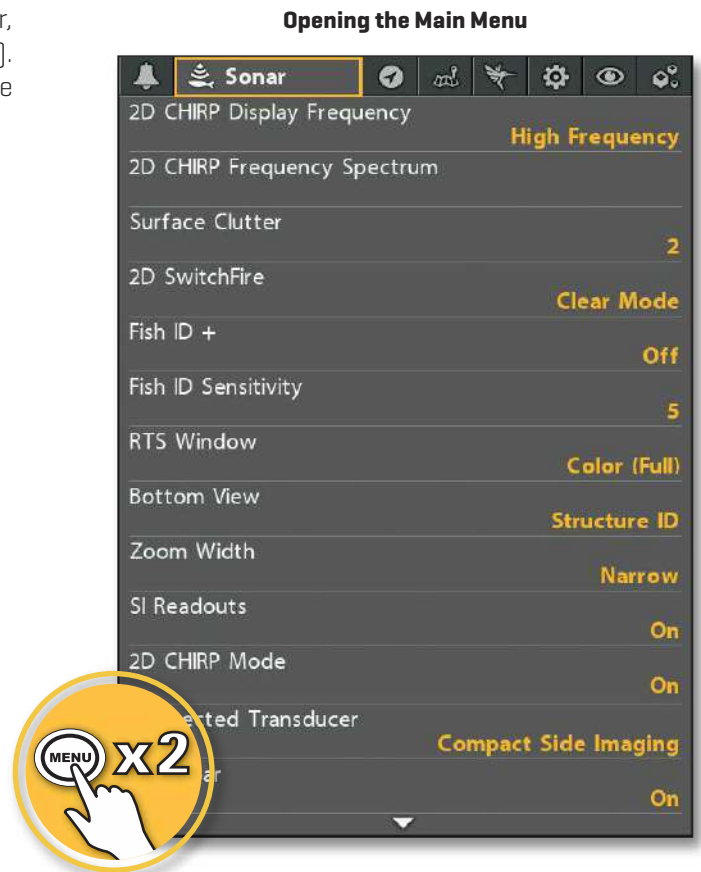 r,
).
e
Opening the Main Menu
Sonar
2D CHIRP Display Frequency
High Frequency
2D CHIRP Frequency Spectrum
Surface Clutter
2
2D SwitchFire
Clear Mode
Fish ID +
Off
Fish ID Sensitivity
5
RTS Window
Color (Full)
Bottom View
Structure ID
Zoom Width
Narrow
SI Readouts
On
2D CHIRP Mode
On
ected Transducer
Compact Side Imaging
ar
On
MENU x2